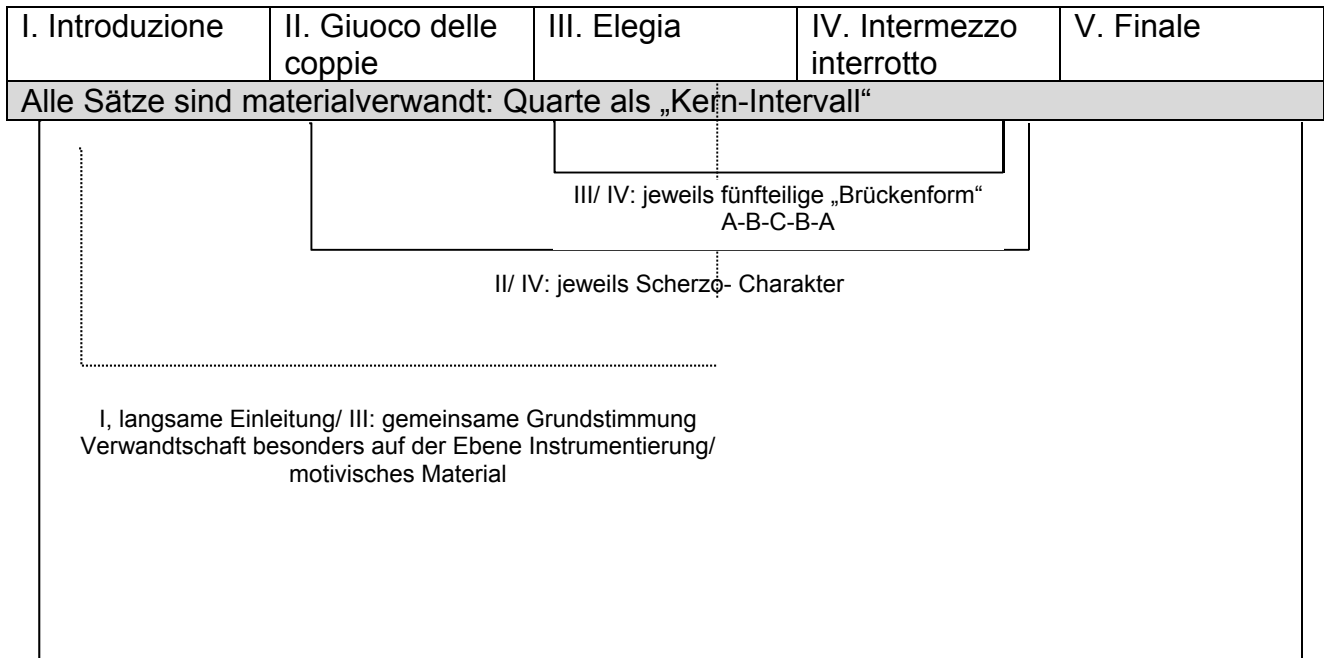 I. Introduzione
II. Giuoco delle
coppie
III. Elegia
IV. Intermezzo
interrotto
V. Finale
Alle Sätze sind materialverwandt: Quarte als „Kern-Intervall“
III/ IV: jeweils fünfteilige „Brückenform“
A-B-C-B-A
II/ IV: jeweils Scherzo- Charakter
I, langsame Einleitung/ III: gemeinsame Grundstimmung
Verwandtschaft besonders auf der Ebene Instrumentierung/
motivisches Material